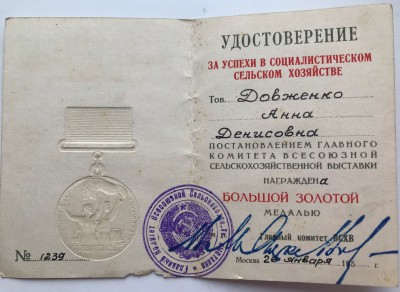 № 1239
УДОСТОВЕРЕНИЕ
ЗА УСПЕХИ В СОЦИАЛИСТИЧЕСКОМ
СЕЛЬСКОМ ХОЗЯЙСТВЕ
Тов. Довженко
Анна
Денисовна
ПОСТАНОВЛЕНИЕМ ГЛАВНОГО
КОМИТЕТА ВСЕСОЮЗНОЙ
СЕЛЬСКОХОЗЯЙСТВЕННОЙ ВЫСТАВКИ
НАГРАЖДЕНа
БОЛЬШОЙ ЗОЛОТОЙ
МЕДАЛЬЮ
Главный комитет ВСХВ
Москва 26 января 195 г.